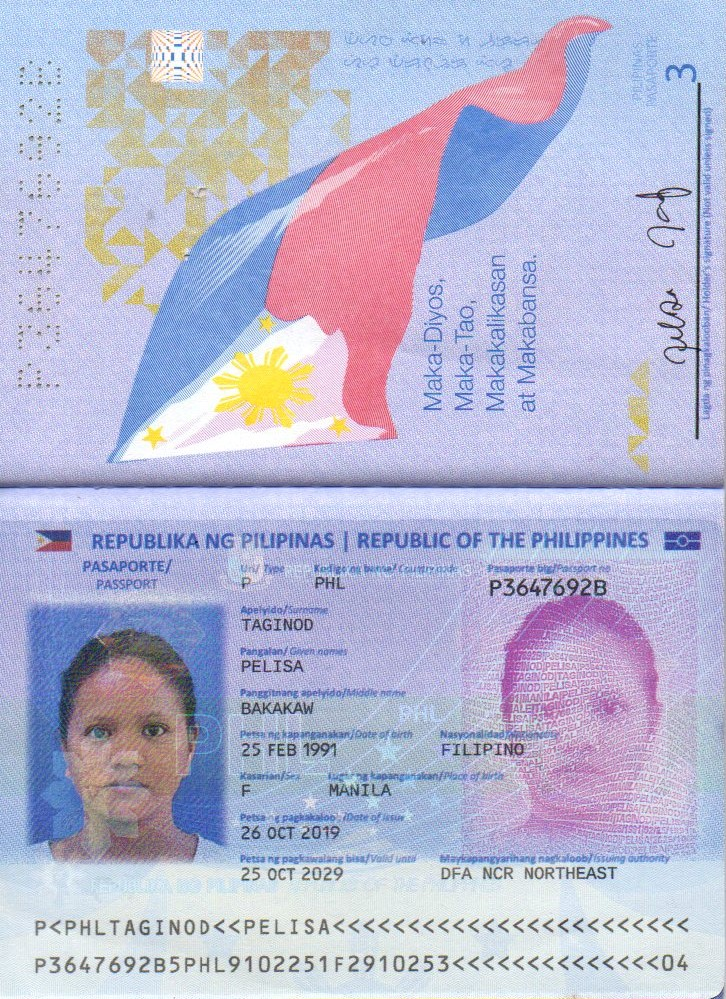 P3647692B
PILIPINAS
PASAPORTE
3
Maka-Diyos,
Maka-Tao,
Makakalikasan
at Makabansa.
Lagda ng pinagkalooban/ Holder's signature (Not valid unless signed)
REPUBLIKA NG PILIPINAS | REPUBLIC OF THE PHILIPPINES
PASAPORTE/
PASSPORT
Uri/ Type Kodigo ng bansa/ Country code Pasaporte blg/Passport no
P PHL P3647692B
Apelyido/Surname
TAGINOD
Pangalan/ Given names
PELISA
Panggitnang apelyido/Middle name
BAKAKAW
PHL
Petsa ng kapanganakan/Date of birth Nasyonalidad/Nationality
25 FEB 1991 FILIPINO
Kasarian/Sex Lugar ng kapanganakan/Place of birth
F MANILA
Petsa ng pagkakaloob/Date of issue
26 OCT 2019
Petsa ng pagkawalang bisa/Valid until Maykapangyarihang nagkaloob/Issuing authority
25 OCT 2029 DFA NCR NORTHEAST
P<PHLTAGINOD<<PELISA<<<<<<<<<<<<<<<<<<<<<<<<
P3647692B5PHL9102251F2910253<<<<<<<<<<<<<<04